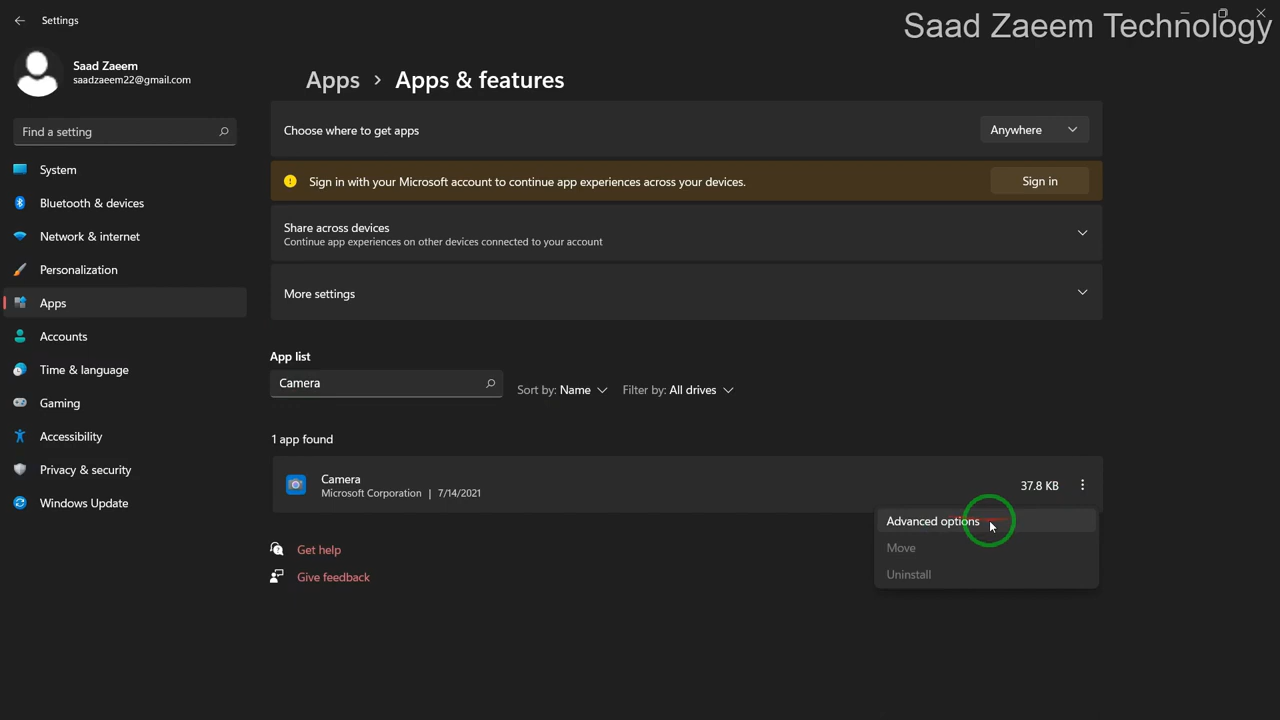 Settings
Saad Zaeem Technology
Saad Zaeem
saadzaeem22@gmail.com
Find a setting
System
Bluetooth & devices
Network & internet
Personalization
Apps
Accounts
Time & language
Gaming
Accessibility
Privacy & security
Windows Update
Apps > Apps & features
Choose where to get apps
Anywhere
Sign in with your Microsoft account to continue app experiences across your devices.
Sign in
Share across devices
Continue app experiences on other devices connected to your account
More settings
App list
Camera
Sort by: Name
Filter by: All drives
1 app found
Camera
Microsoft Corporation | 7/14/2021
37.8 KB
Advanced options
Move
Uninstall
Get help
Give feedback